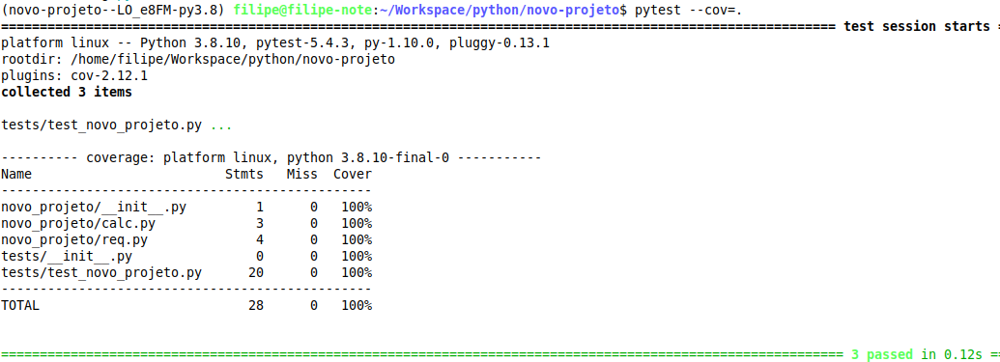 (novo-projeto--LO_e8FM-py3.8) filipe@filipe-note:~/Workspace/python/novo-projeto$ pytest --cov=.
============================================================================================================ test session starts =
platform linux -- Python 3.8.10, pytest-5.4.3, py-1.10.0, pluggy-0.13.1
rootdir: /home/filipe/Workspace/python/novo-projeto
plugins: cov-2.12.1
collected 3 items
tests/test_novo_projeto.py ...
---------- coverage: platform linux, python 3.8.10-final-0 -----------
Name                         Stmts   Miss  Cover
------------------------------------------------
novo_projeto/__init__.py         1      0   100%
novo_projeto/calc.py             3      0   100%
novo_projeto/req.py              4      0   100%
tests/__init__.py                0      0   100%
tests/test_novo_projeto.py      20      0   100%
------------------------------------------------
TOTAL                           28      0   100%
============================================================================================================= 3 passed in 0.12s ==